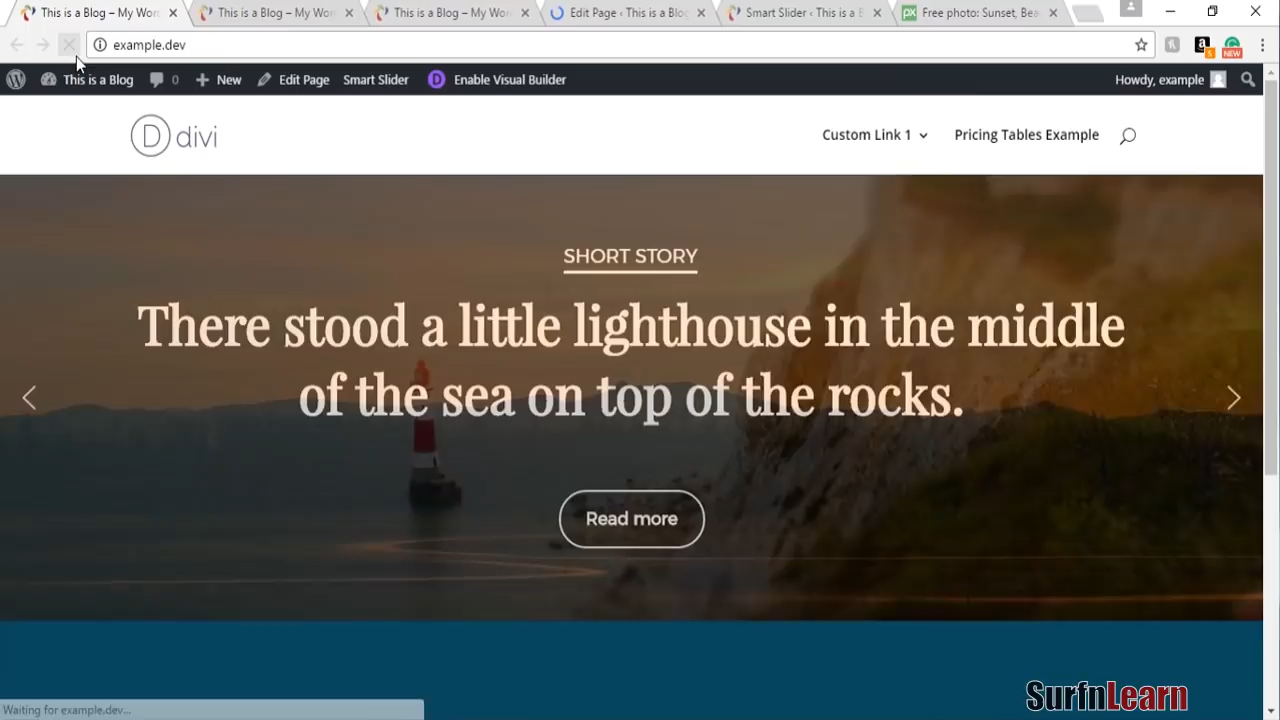 This is a Blog – My Wor
This is a Blog – My Wor
This is a Blog – My Wor
Edit Page ‹ This is a Blo
Smart Slider ‹ This is a B
px
Free photo: Sunset, Bea
example.dev
5
NEW
This is a Blog
0
New
Edit Page
Smart Slider
D
Enable Visual Builder
Howdy, example
D divi
Custom Link 1
Pricing Tables Example
SHORT STORY
There stood a little lighthouse in the middle
of the sea on top of the rocks.
Read more
Waiting for example.dev...
SurfnLearn